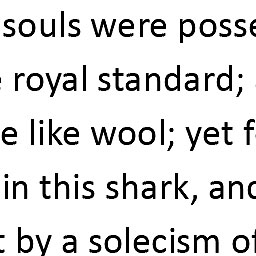 souls were posse
royal standard;
e like wool; yet f
in this shark, and
t by a solecism of